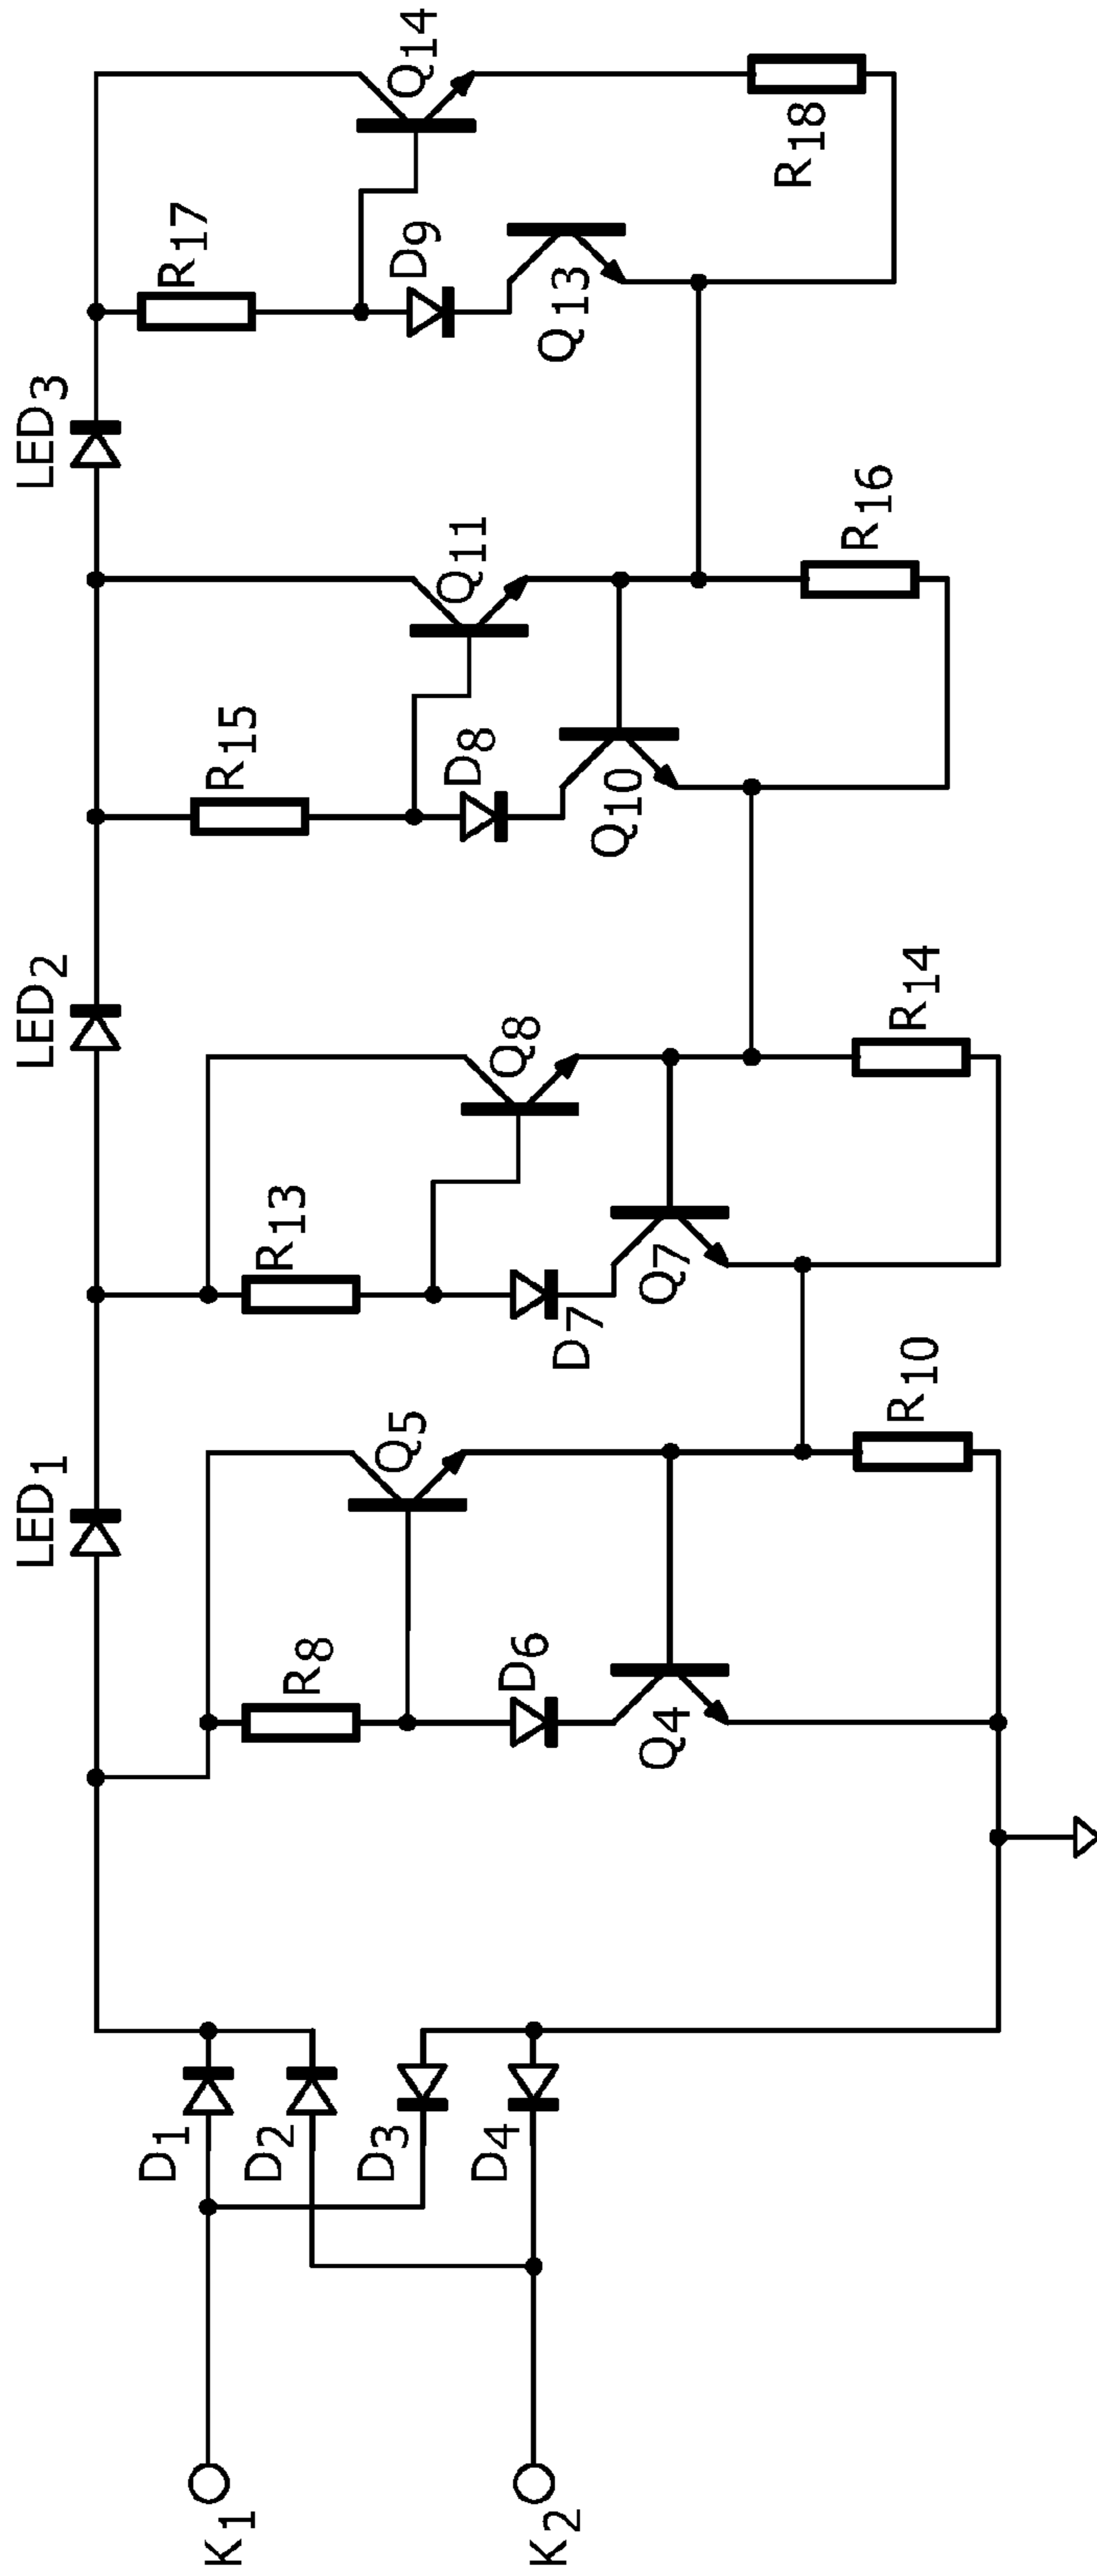 K1
K2
D1
D2
D3
D4
LED1
R8
Q5
D6
Q4
R10
LED2
R13
Q8
D7
Q7
R14
LED3
R15
Q11
D8
Q10
R16
R17
Q14
D9
Q13
R18